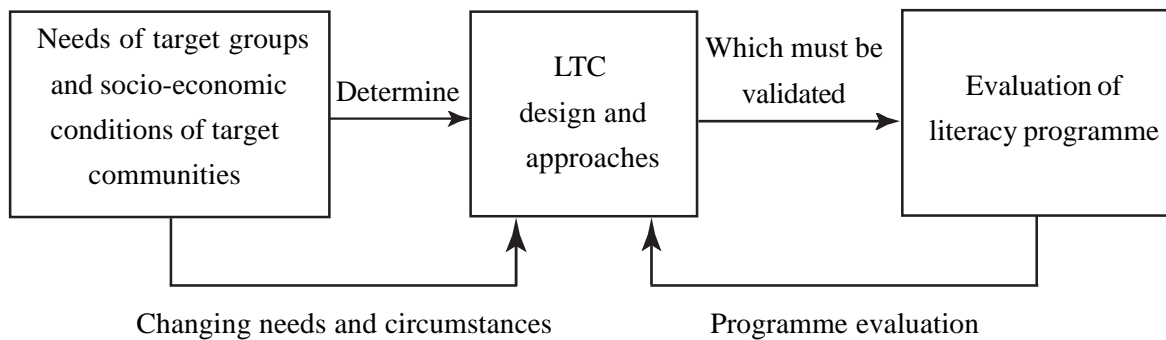 Needs of target groups
and socio-economic
conditions of target
communities
Determine
LTC
design and
approaches
Which must be
validated
Evaluation of
literacy programme
Changing needs and circumstances
Programme evaluation